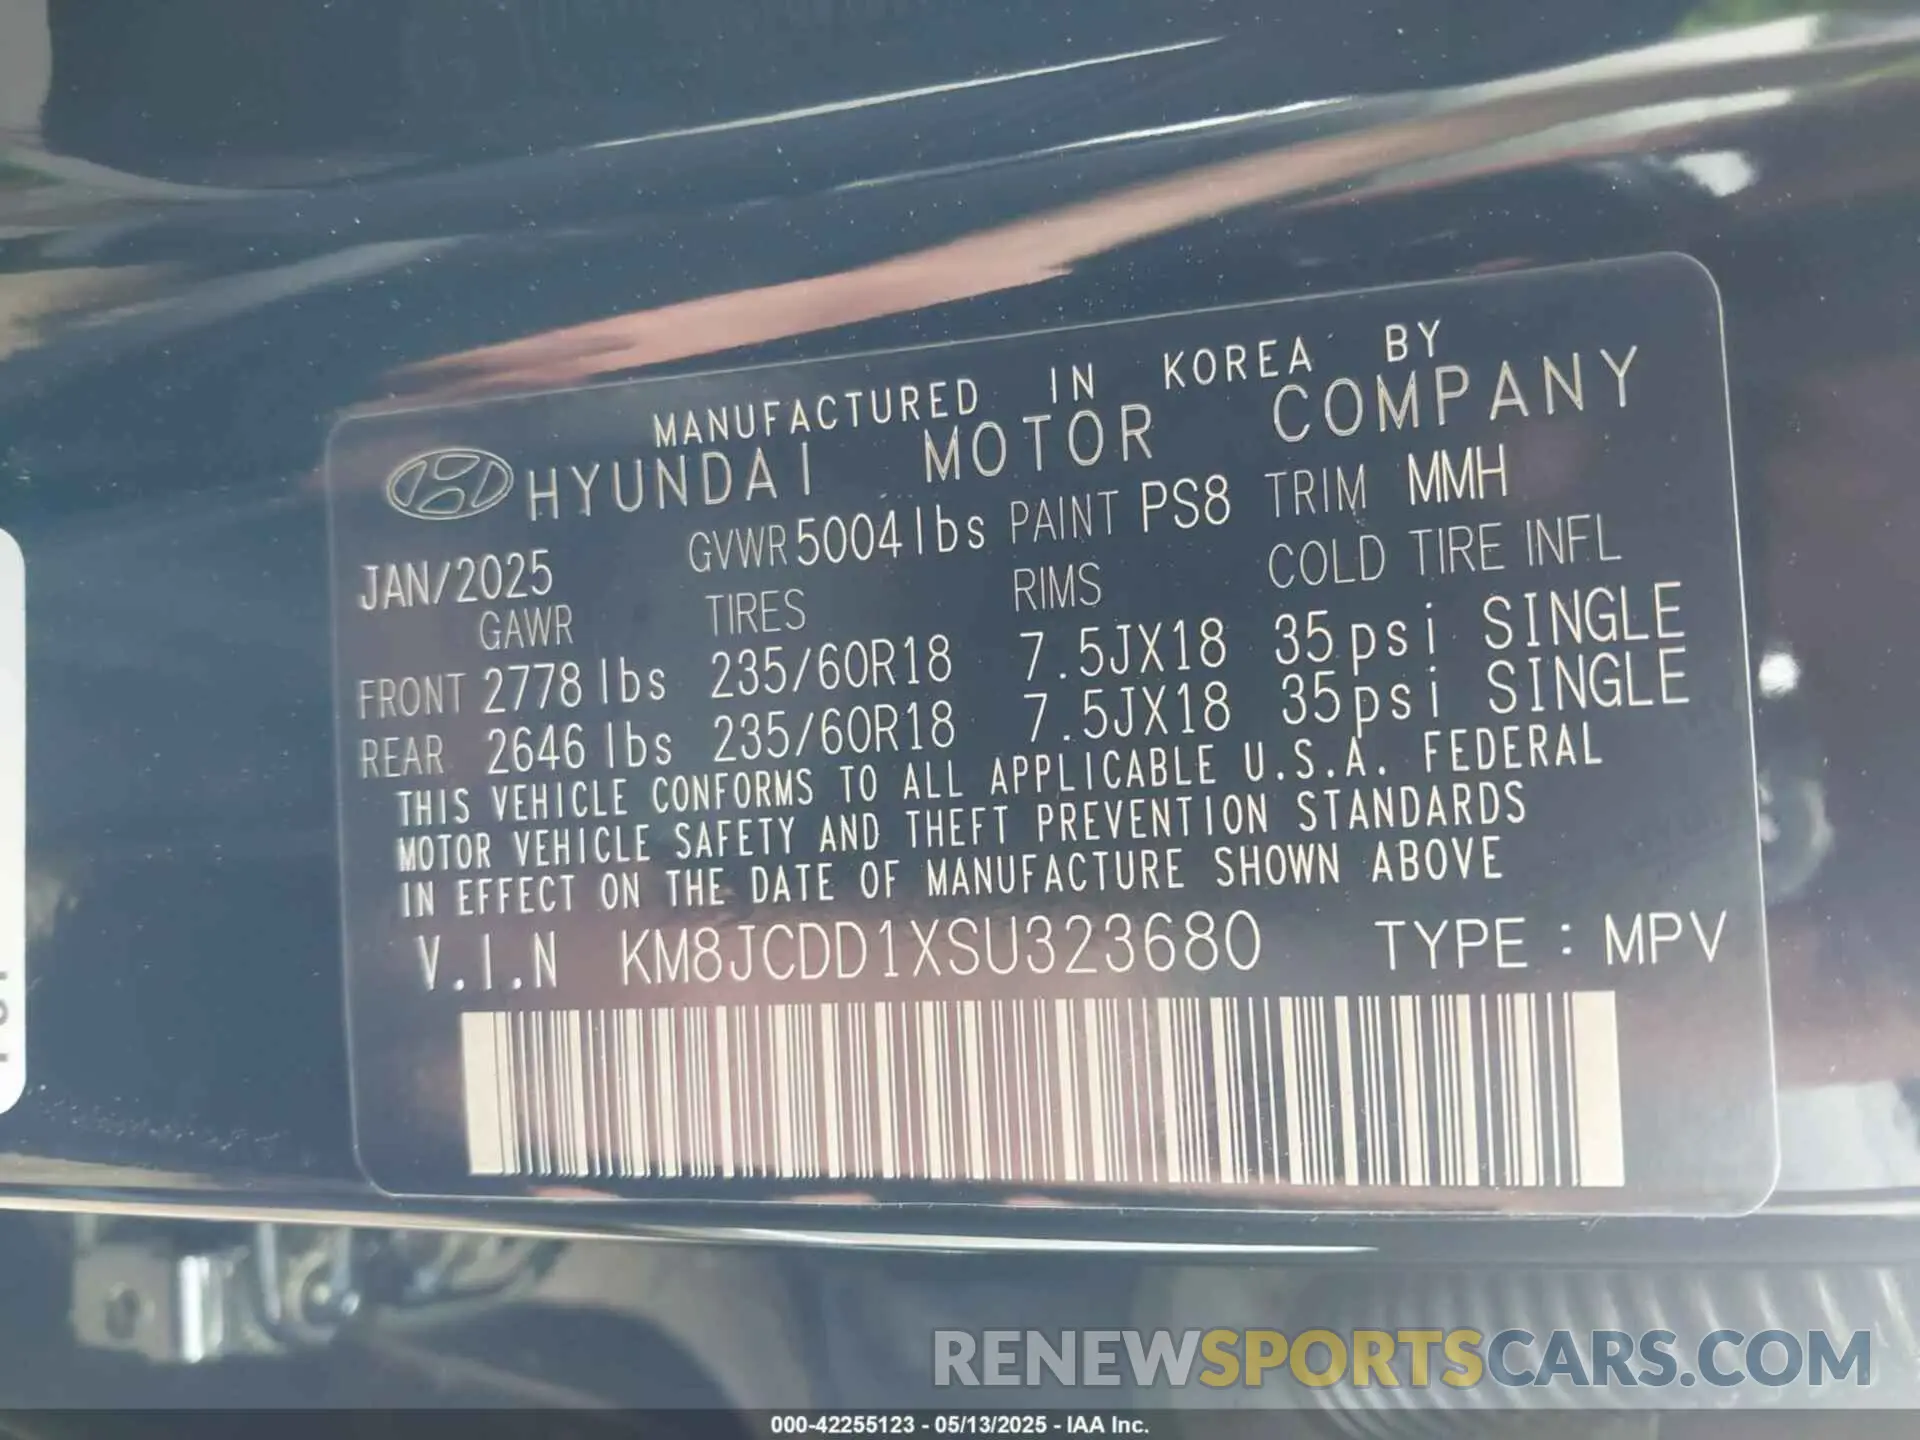 MANUFACTURED IN KOREA BY
HYUNDAI MOTOR COMPANY
JAN/2025 GVWR 5004 lbs PAINT PS8 TRIM MMH
GAWR TIRES RIMS COLD TIRE INFL
FRONT 2778 lbs 235/60R18 7.5JX18 35psi SINGLE
REAR 2646 lbs 235/60R18 7.5JX18 35psi SINGLE
THIS VEHICLE CONFORMS TO ALL APPLICABLE U.S.A. FEDERAL
MOTOR VEHICLE SAFETY AND THEFT PREVENTION STANDARDS
IN EFFECT ON THE DATE OF MANUFACTURE SHOWN ABOVE
V.I.N KM8JCDD1XSU323680 TYPE : MPV
RENEWSPORTSCARS.COM
000-42255123 - 05/13/2025 - IAA Inc.